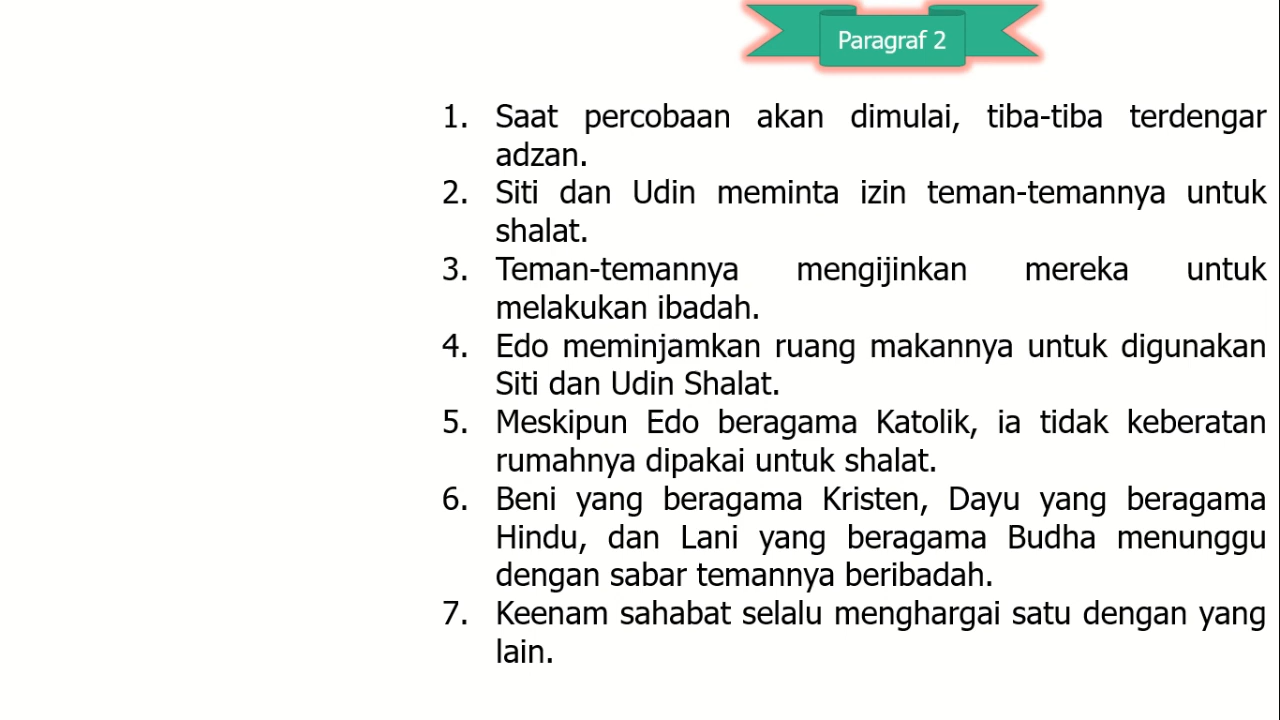 Paragraf 2
1. Saat percobaan akan dimulai, tiba-tiba terdengar
adzan.
2. Siti dan Udin meminta izin teman-temannya untuk
shalat.
3. Teman-temannya mengijinkan mereka untuk
melakukan ibadah.
4. Edo meminjamkan ruang makannya untuk digunakan
Siti dan Udin Shalat.
5. Meskipun Edo beragama Katolik, ia tidak keberatan
rumahnya dipakai untuk shalat.
6. Beni yang beragama Kristen, Dayu yang beragama
Hindu, dan Lani yang beragama Budha menunggu
dengan sabar temannya beribadah.
7. Keenam sahabat selalu menghargai satu dengan yang
lain.